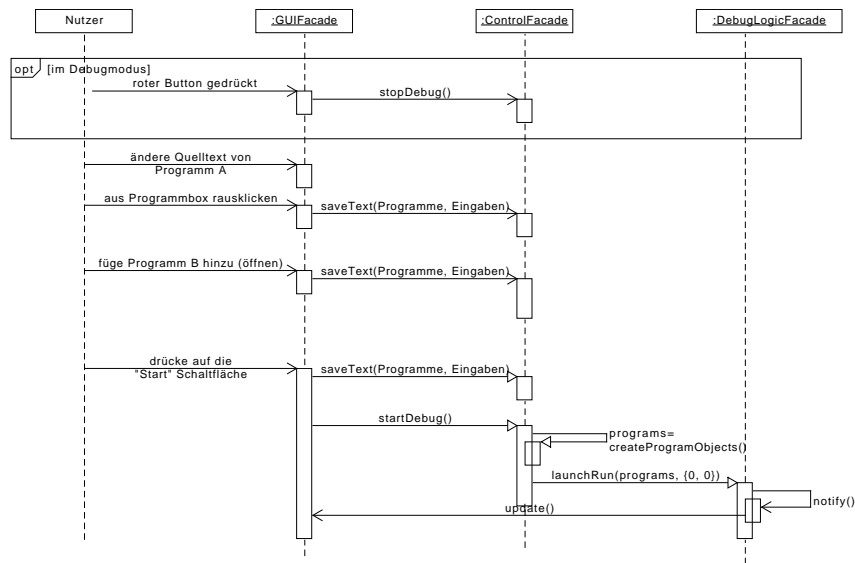 Nutzer
:GUIFacade
:ControlFacade
:DebugLogicFacade
opt
[im Debugmodus]
roter Button gedrückt
stopDebug()
ändere Quelltext von
Programm A
aus Programmbox rausklicken
saveText(Programme, Eingaben)
füge Programm B hinzu (öffnen)
saveText(Programme, Eingaben)
drücke auf die
"Start" Schaltfläche
saveText(Programme, Eingaben)
startDebug()
programs=
createProgramObjects()
launchRun(programs, {0, 0})
notify()
update()